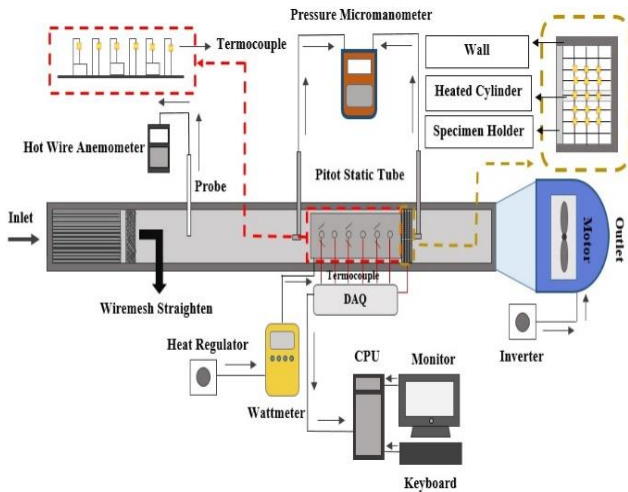 Pressure Micromanometer
Termocouple
Wall
Heated Cylinder
Specimen Holder
Hot Wire Anemometer
Probe
Pitot Static Tube
Inlet
Motor
Outlet
Termocouple
DAQ
Wiremesh Straighten
Heat Regulator
Wattmeter
CPU
Monitor
Inverter
Keyboard